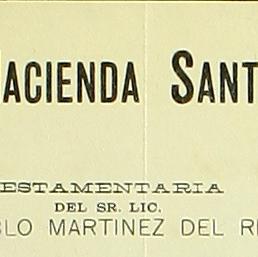 ACIENDA SANT
ESTAMENTARIA
DEL SR. LIC.
BLO MARTINEZ DEL R